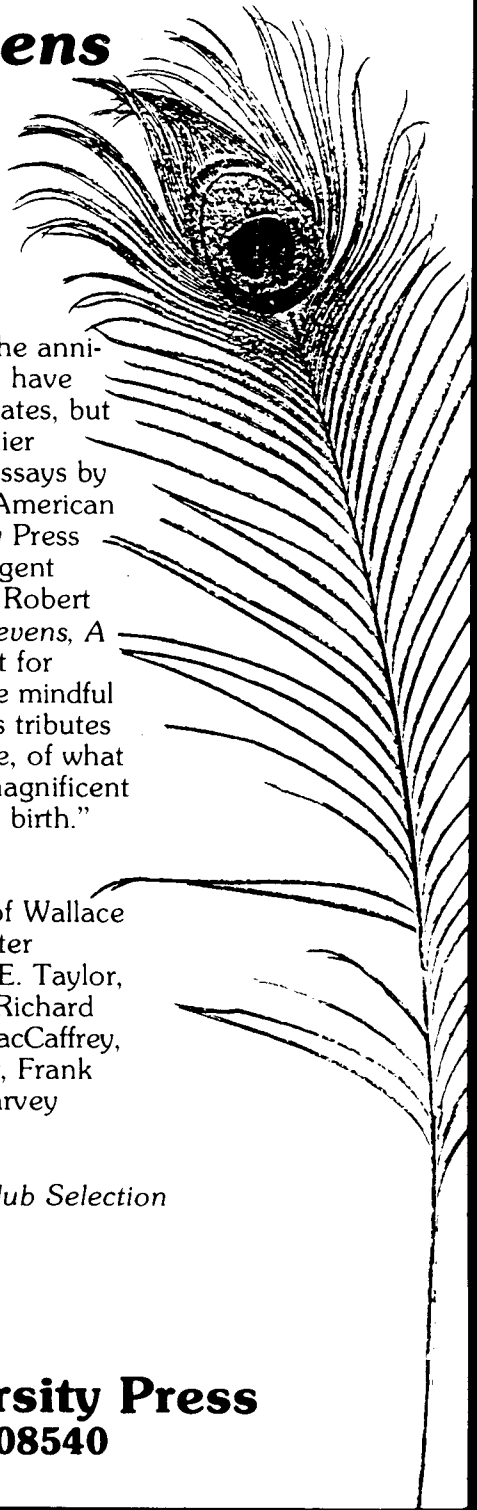 ens
he anni-
have
ates, but
ier
ssays by
American
Press
gent
Robert
evens, A
t for
e mindful
s tributes
e, of what
nagnificent
birth."
of Wallace
ter
E. Taylor,
Richard
acCaffrey,
, Frank
arvey
lub Selection
rsity Press
08540